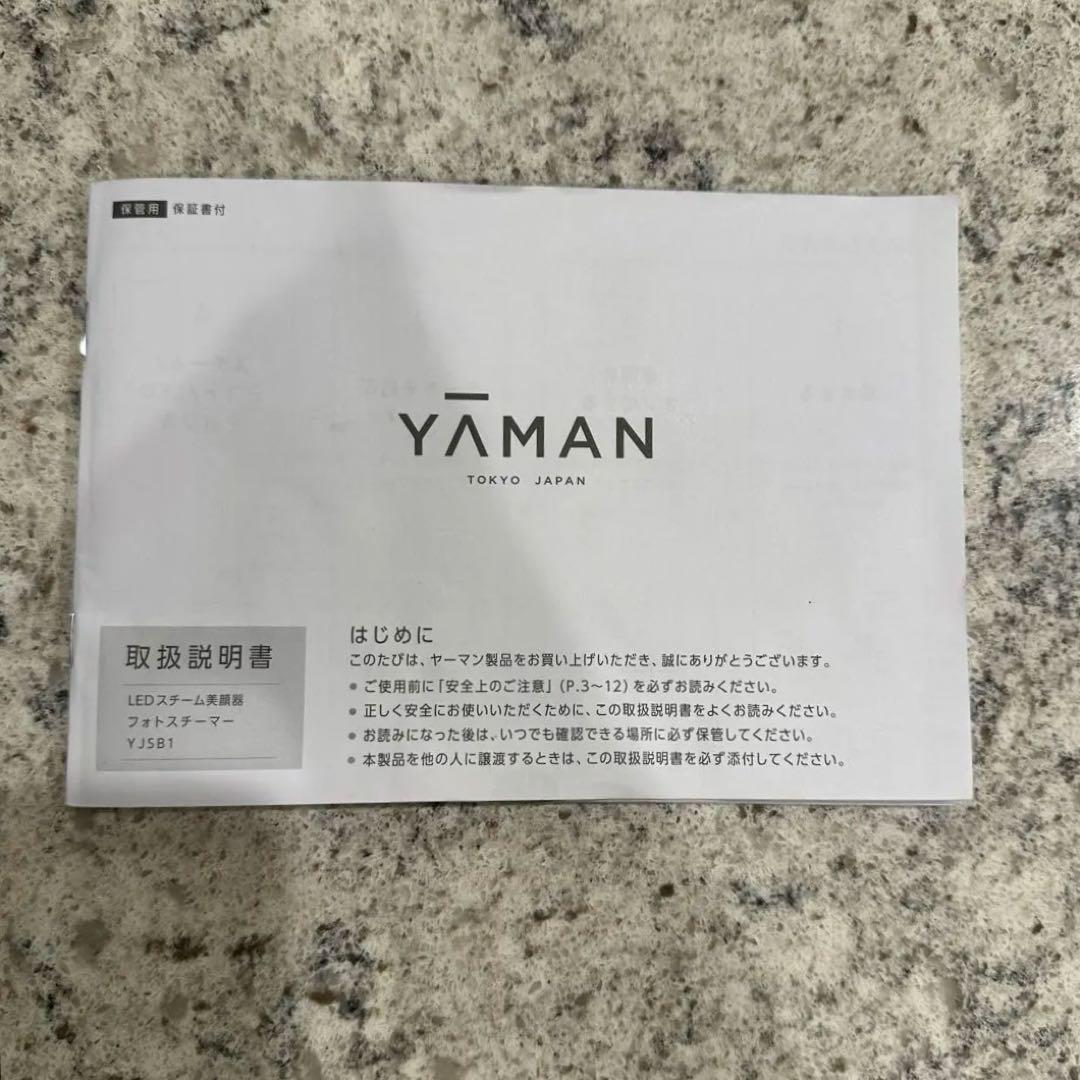 保管用 保証書付
YĀMAN
TOKYO JAPAN
取扱説明書
LEDスチーム美顔器
フォトスチーマー
YJSB1
はじめに
このたびは、ヤーマン製品をお買い上げいただき、誠にありがとうございます。
● ご使用前に「安全上のご注意」(P.3〜12)を必ずお読みください。
● 正しく安全にお使いいただくために、この取扱説明書をよくお読みください。
● お読みになった後は、いつでも確認できる場所に必ず保管してください。
● 本製品を他の人に譲渡するときは、この取扱説明書を必ず添付してください。